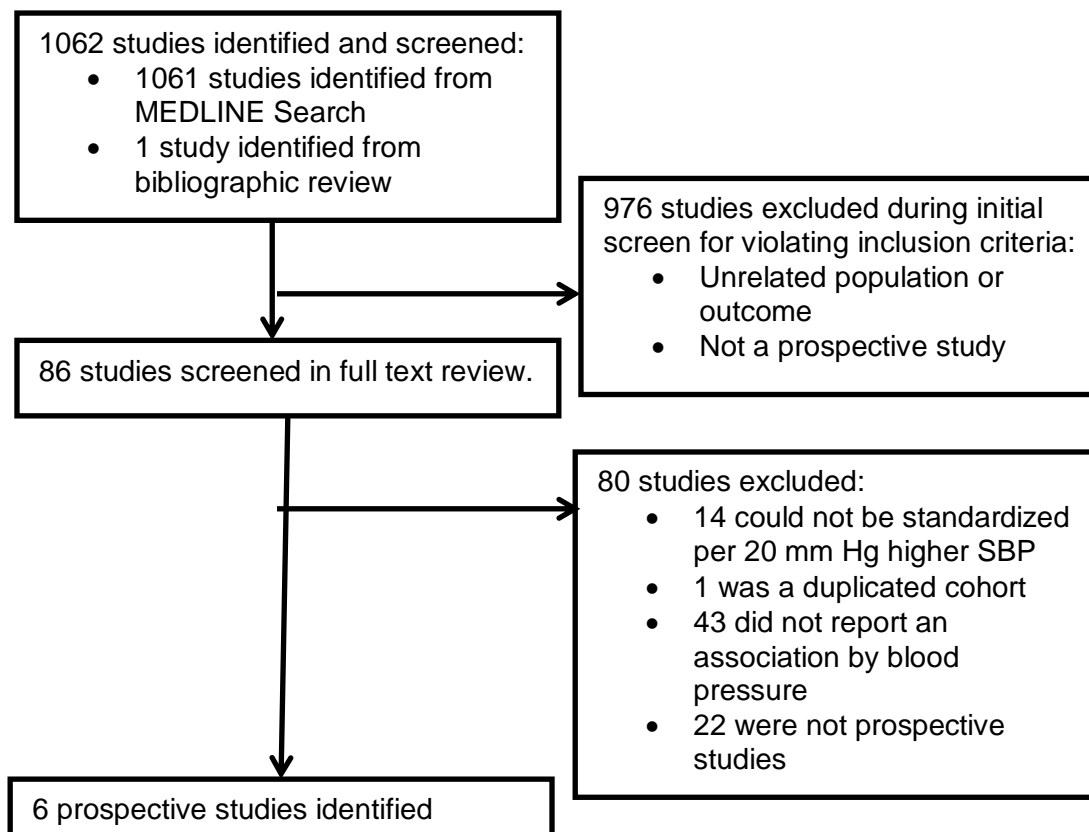 1062 studies identified and screened:
• 1061 studies identified from
MEDLINE Search
• 1 study identified from
bibliographic review
976 studies excluded during initial
screen for violating inclusion criteria:
• Unrelated population or
outcome
• Not a prospective study
86 studies screened in full text review.
80 studies excluded:
• 14 could not be standardized
per 20 mm Hg higher SBP
• 1 was a duplicated cohort
• 43 did not report an
association by blood
pressure
• 22 were not prospective
studies
6 prospective studies identified